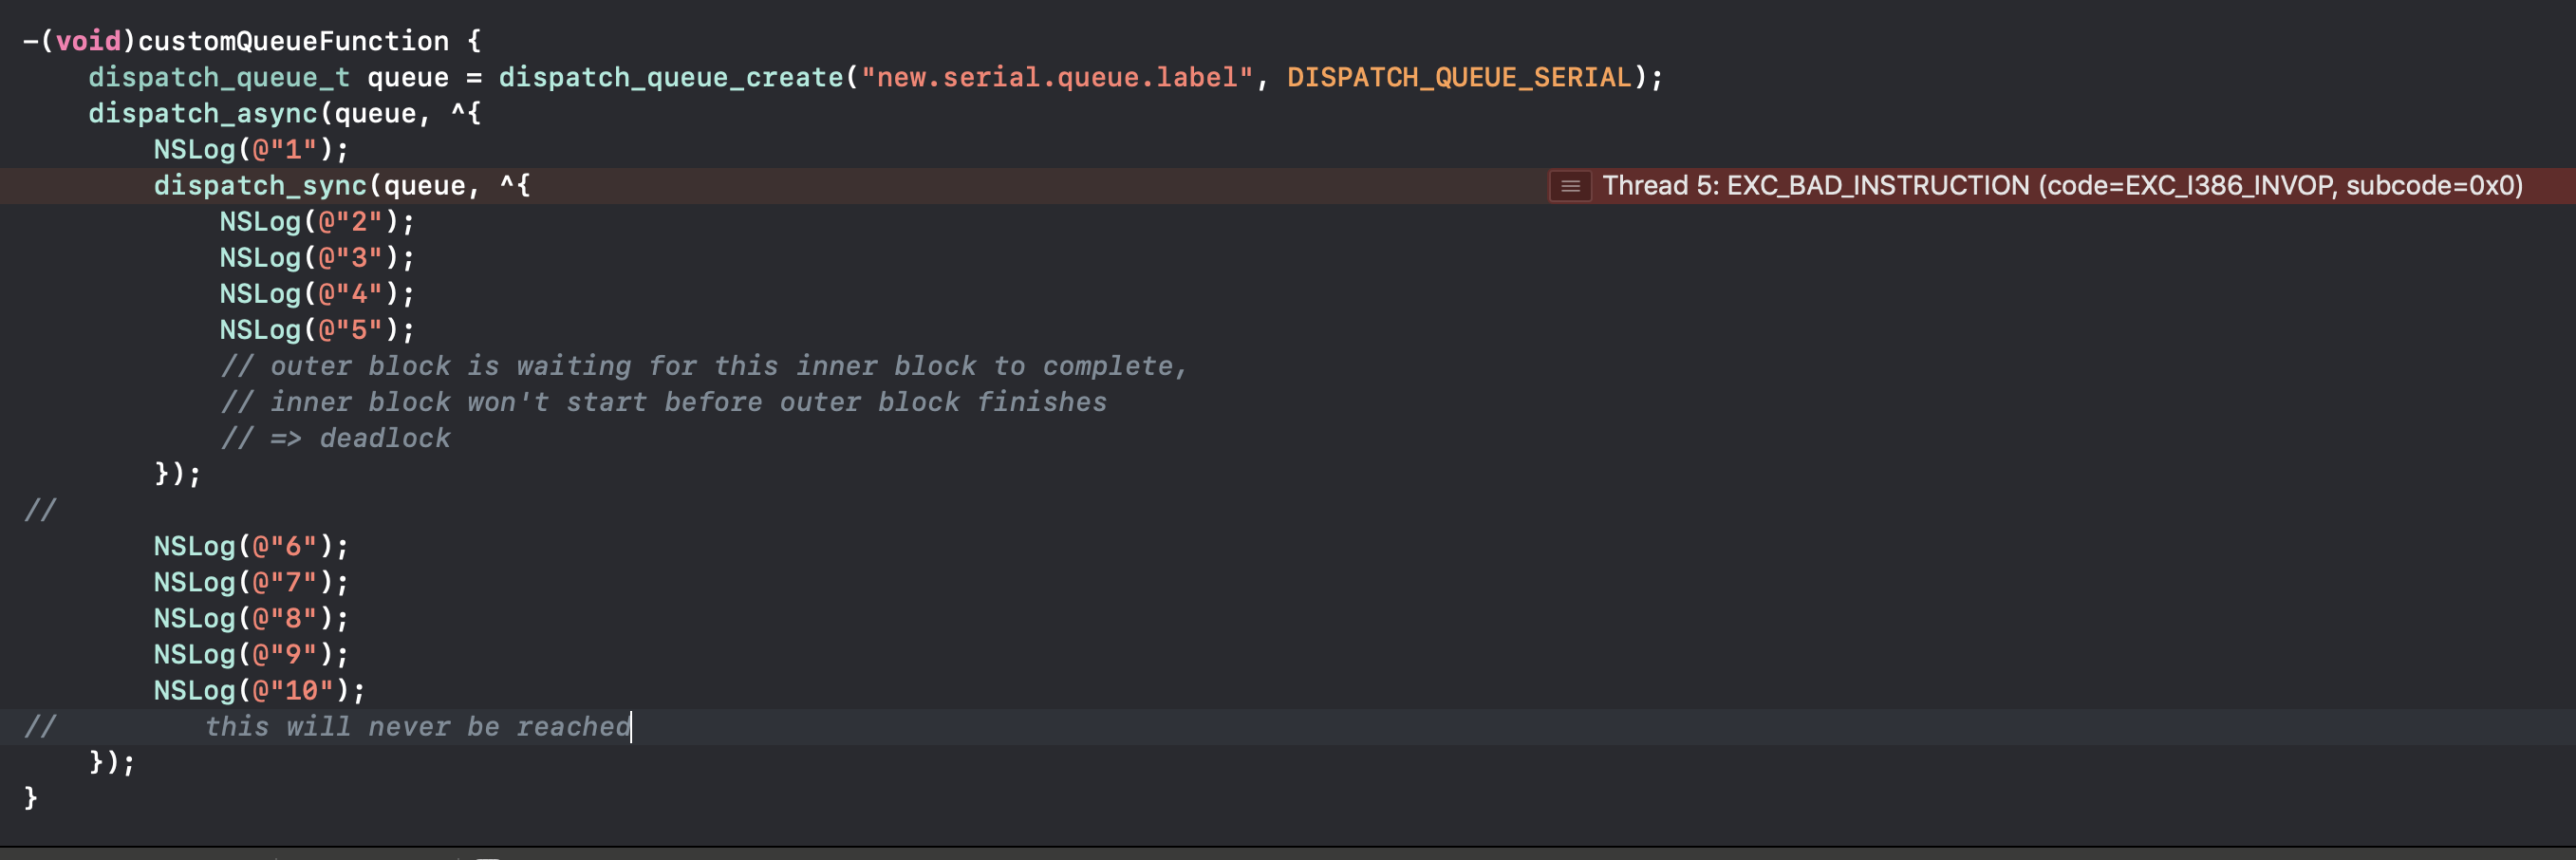 -(void)customQueueFunction {
    dispatch_queue_t queue = dispatch_queue_create("new.serial.queue.label", DISPATCH_QUEUE_SERIAL);
    dispatch_async(queue, ^{
        NSLog(@"1");
        dispatch_sync(queue, ^{ Thread 5: EXC_BAD_INSTRUCTION (code=EXC_I386_INVOP, subcode=0x0)
            NSLog(@"2");
            NSLog(@"3");
            NSLog(@"4");
            NSLog(@"5");
            // outer block is waiting for this inner block to complete,
            // inner block won't start before outer block finishes
            // => deadlock
        });
//
        NSLog(@"6");
        NSLog(@"7");
        NSLog(@"8");
        NSLog(@"9");
        NSLog(@"10");
//         this will never be reached
    });
}